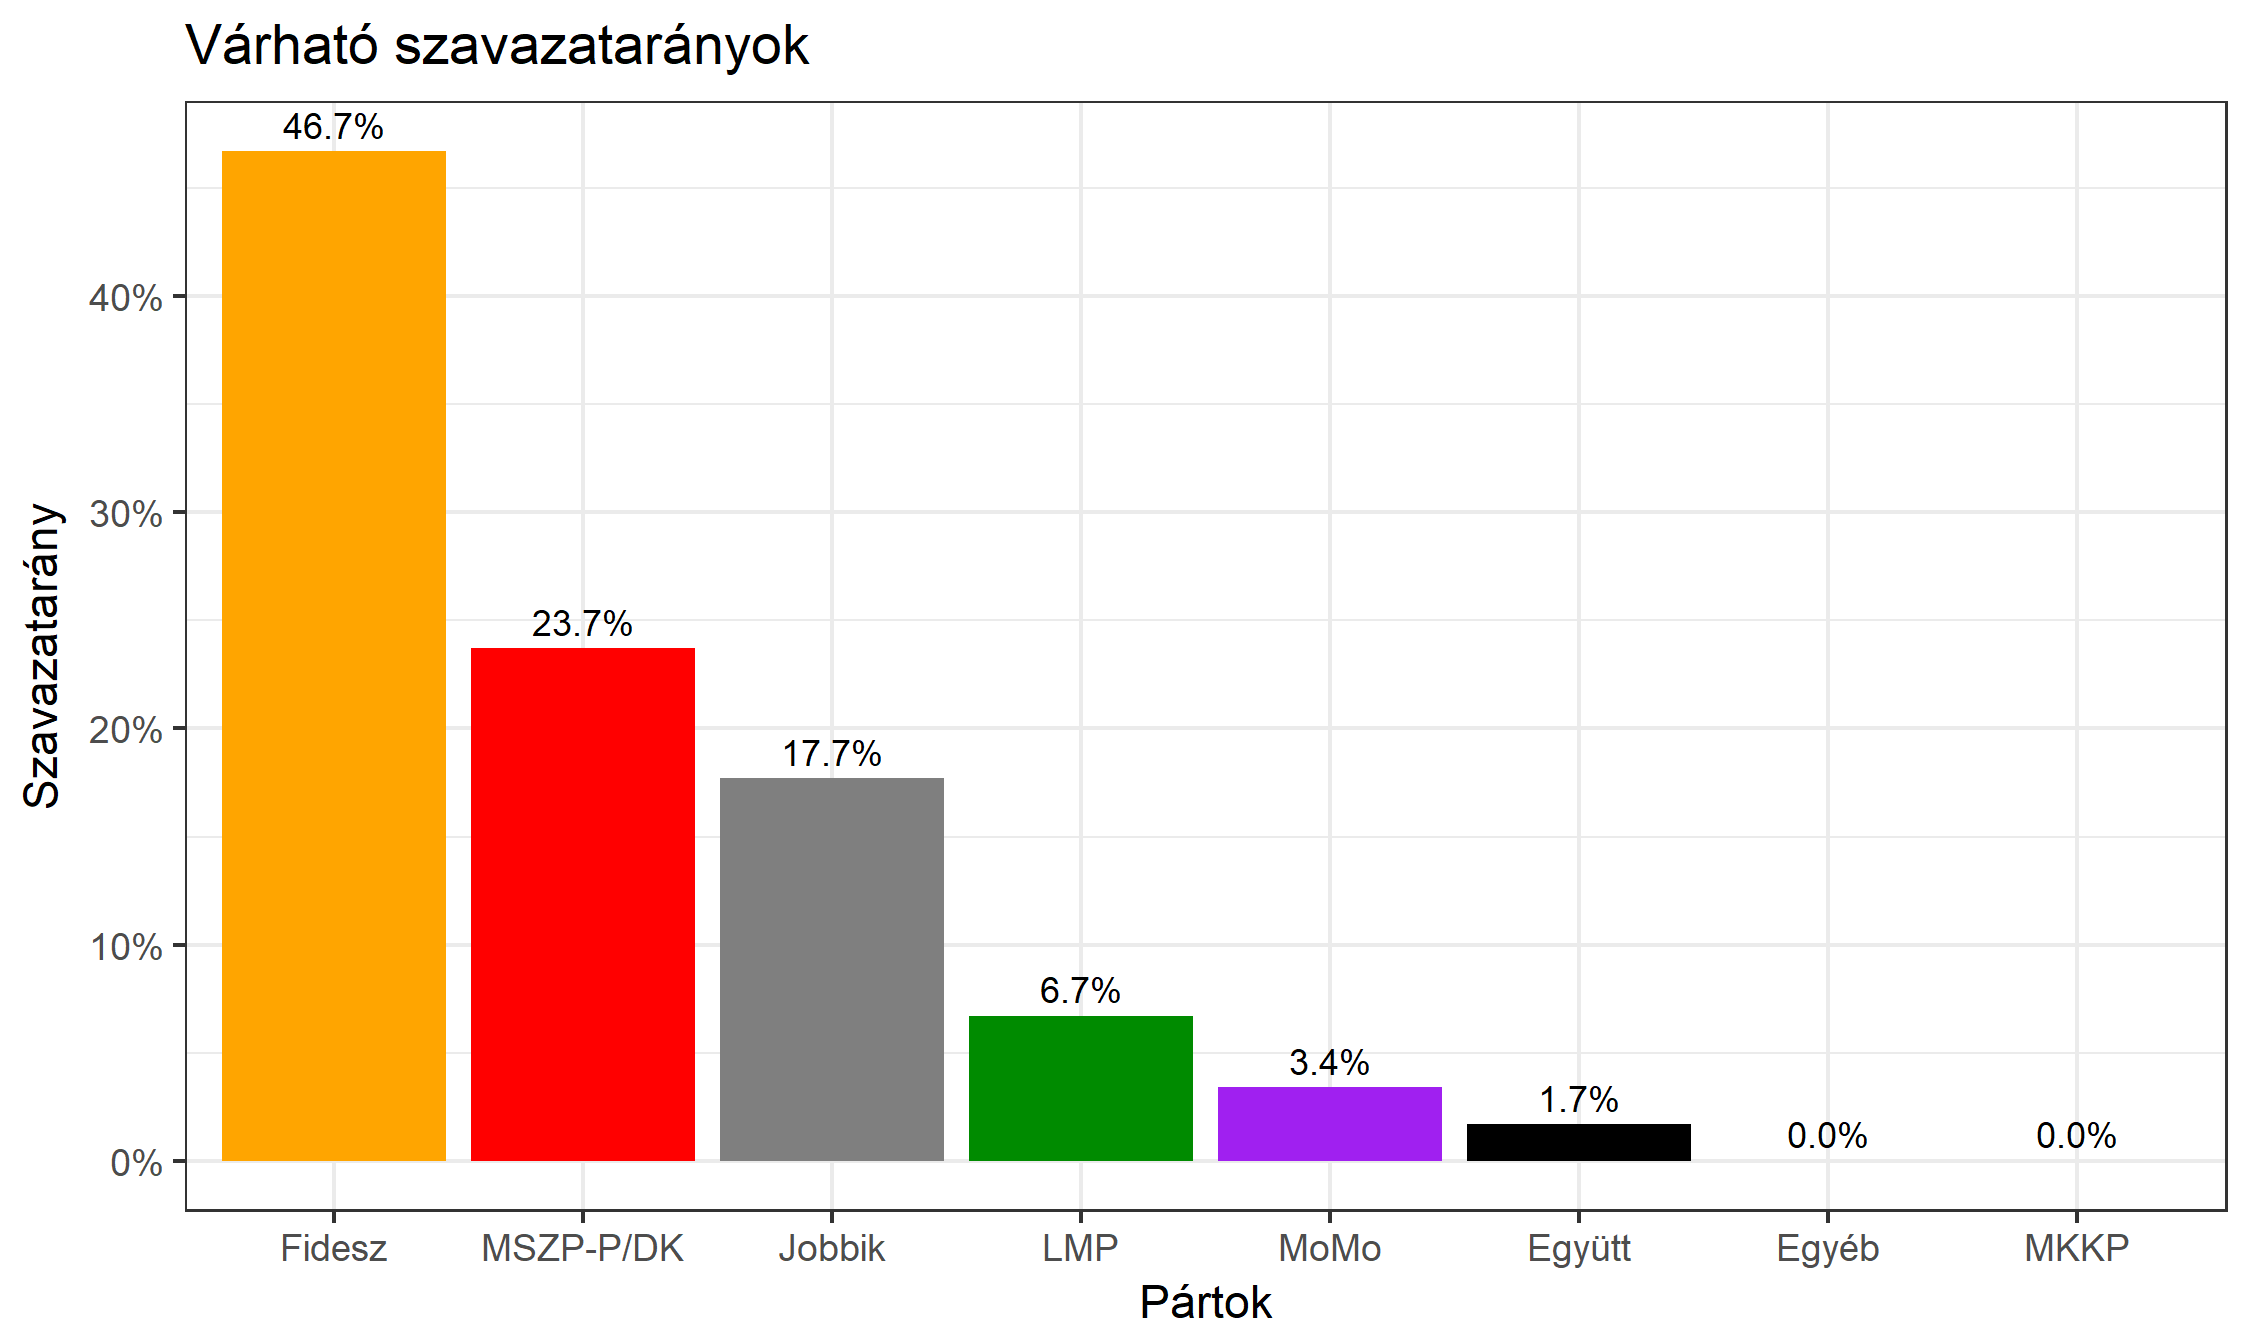 Várható szavazatarányok
46.7%
23.7%
17.7%
6.7%
3.4%
1.7%
0.0%
0.0%
40%
30%
20%
10%
0%
Szavazatarány
Fidesz
MSZP-P/DK
Jobbik
LMP
MoMo
Együtt
Egyéb
MKKP
Pártok